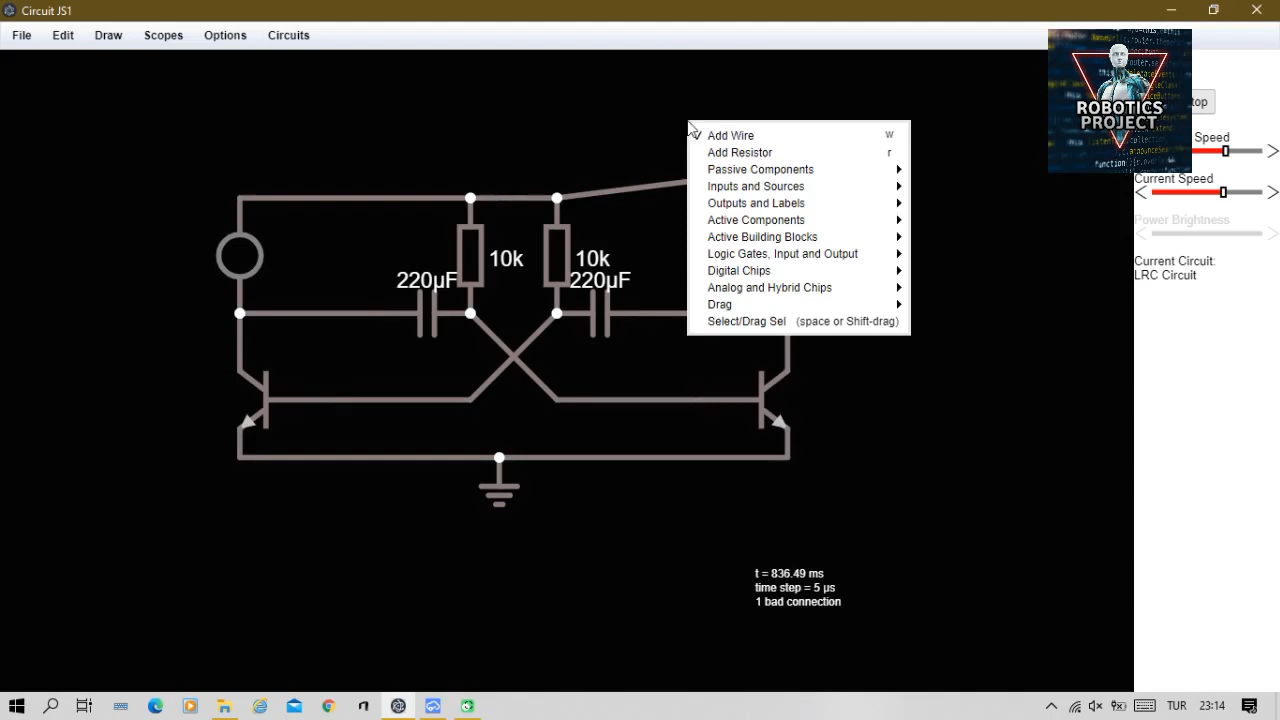 Circuit JS1
File Edit Draw Scopes Options Circuits
ROBOTICS
PROJECT
top
Speed
Current Speed
Power Brightness
Current Circuit:
LRC Circuit
Add Wire w
Add Resistor r
Passive Components
Inputs and Sources
Outputs and Labels
Active Components
Active Building Blocks
Logic Gates, Input and Output
Digital Chips
Analog and Hybrid Chips
Drag
Select/Drag Sel (space or Shift-drag)
10k 10k
220µF 220µF
t = 836.49 ms
time step = 5 µs
1 bad connection
TUR 23:14